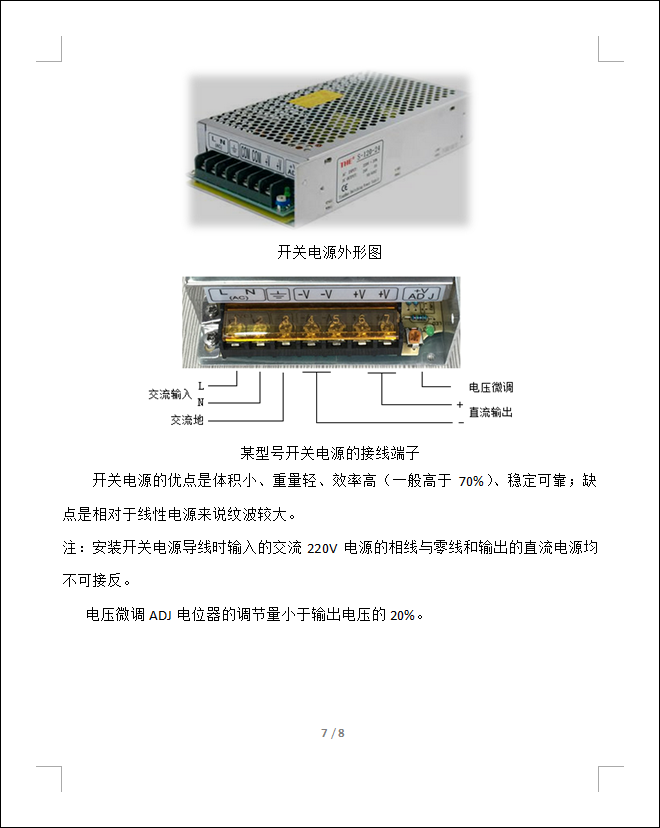 L N
COM COM
S-120-24
CE
开关电源外形图
L N
(AC)
-V -V +V +V
+V
ADJ
1 2 3 4 5 6 7
交流输入 L
N
交流地
电压微调
+
直流输出
-
某型号开关电源的接线端子
开关电源的优点是体积小、重量轻、效率高（一般高于 70%）、稳定可靠；缺
点是相对于线性电源来说纹波较大。
注：安装开关电源导线时输入的交流 220V 电源的相线与零线和输出的直流电源均
不可接反。
电压微调 ADJ 电位器的调节量小于输出电压的 20%。
7 / 8